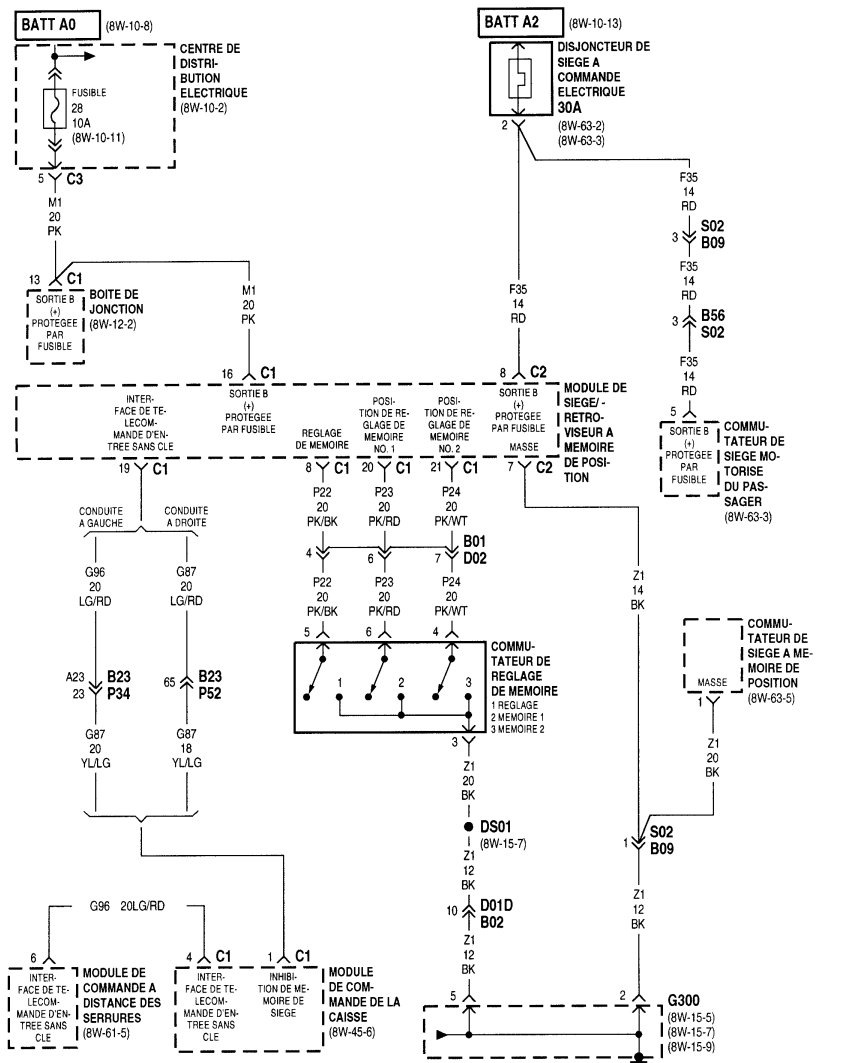 BATT A0 (8W-10-8)
CENTRE DE
DISTRI-
BUTION
ELECTRIQUE
(8W-10-2)
FUSIBLE
28
10A
(8W-10-11)
5 C3
M1
20
PK
13 C1
SORTIE B
(+)
PROTEGEE
PAR
FUSIBLE
BOITE DE
JONCTION
(8W-12-2)
M1
20
PK
16 C1
BATT A2 (8W-10-13)
DISJONCTEUR DE
SIEGE A
COMMANDE
ELECTRIQUE
30A
(8W-63-2)
(8W-63-3)
2
F35
14
RD
8 C2
F35
14
RD
3 S02
B09
F35
14
RD
3 B56
S02
F35
14
RD
5
SORTIE B
(+)
PROTEGEE
PAR
FUSIBLE
COMMU-
TATEUR DE
SIEGE MO-
TORISE
DU PAS-
SAGER
(8W-63-3)
INTER-
FACE DE TE-
LECOM-
MANDE D'EN-
TREE SANS CLE
SORTIE B
(+)
PROTEGEE
PAR FUSIBLE
REGLAGE
DE MEMOIRE
POSI-
TION DE RE-
GLAGE DE
MEMOIRE
NO. 1
POSI-
TION DE RE-
GLAGE DE
MEMOIRE
NO. 2
SORTIE B
(+)
PROTEGEE
PAR FUSIBLE
MASSE
MODULE DE
SIEGE/ -
RETRO-
VISEUR A
MEMOIRE
DE POSI-
TION
19 C1
8 C1
20 C1
21 C1
7 C2
CONDUITE
A GAUCHE
CONDUITE
A DROITE
G96
20
LG/RD
G87
20
LG/RD
A23
23
B23
P34
65
B23
P52
G87
20
YL/LG
G87
18
YL/LG
P22
20
PK/BK
P23
20
PK/RD
P24
20
PK/WT
4 6 7
B01
D02
P22
20
PK/BK
P23
20
PK/RD
P24
20
PK/WT
5 6 4
1 2 3
COMMU-
TATEUR DE
REGLAGE
DE MEMOIRE
1 REGLAGE
2 MEMOIRE 1
3 MEMOIRE 2
3
Z1
20
BK
DS01
(8W-15-7)
Z1
12
BK
10 D01D
B02
Z1
12
BK
5
Z1
14
BK
COMMU-
TATEUR DE
SIEGE A ME-
MOIRE DE
POSITION
(8W-63-5)
MASSE
1
Z1
20
BK
1 S02
B09
Z1
12
BK
2
G300
(8W-15-5)
(8W-15-7)
(8W-15-9)
G96 20LG/RD
6
INTER-
FACE DE TE-
LECOM-
MANDE D'EN-
TREE SANS
CLE
MODULE DE
COMMANDE A
DISTANCE DES
SERRURES
(8W-61-5)
4 C1
1 C1
INTER-
FACE DE TE-
LECOM-
MANDE D'EN-
TREE SANS
CLE
INHIBI-
TION DE ME-
MOIRE DE
SIEGE
MODULE
DE COM-
MANDE DE LA
CAISSE
(8W-45-6)